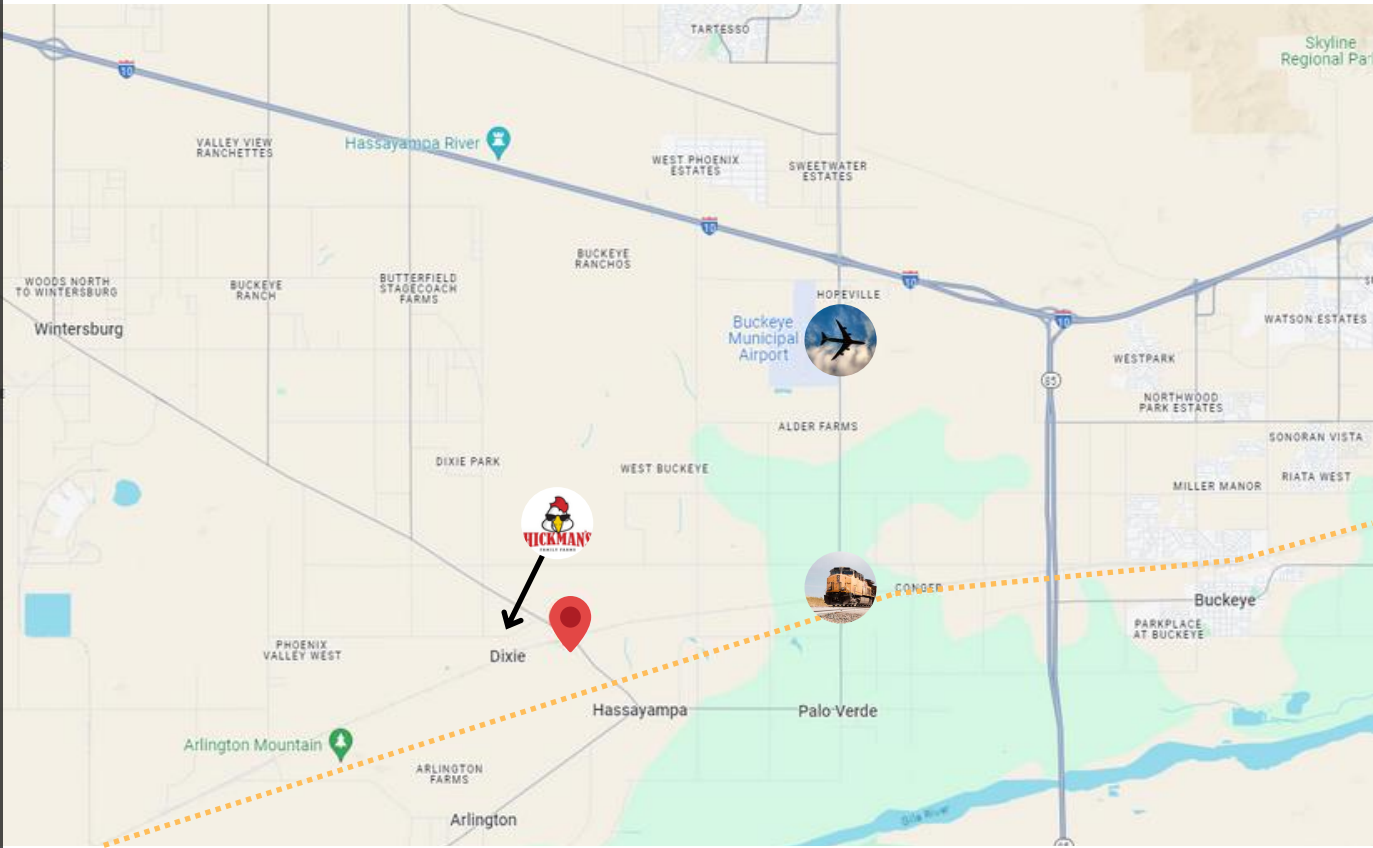 TARTESSO
Skyline
Regional Par
10
VALLEY VIEW
RANCHETTES
Hassayampa River
WEST PHOENIX
ESTATES
SWEETWATER
ESTATES
10
BUCKEYE
RANCHOS
WOODS NORTH
TO WINTERSBURG
BUCKEYE
RANCH
BUTTERFIELD
STAGECOACH
FARMS
10
HOPEVILLE
Wintersburg
Buckeye
Municipal
Airport
10
WATSON ESTATES
WESTPARK
85
NORTHWOOD
PARK ESTATES
ALDER FARMS
SONORAN VISTA
DIXIE PARK
WEST BUCKEYE
RIATA WEST
MILLER MANOR
HICKMAN'S
FAMILY FARMS
CONGER
Buckeye
PARKPLACE
AT BUCKEYE
PHOENIX
VALLEY WEST
Dixie
Hassayampa
Palo Verde
Arlington Mountain
ARLINGTON
FARMS
Arlington
Gila River